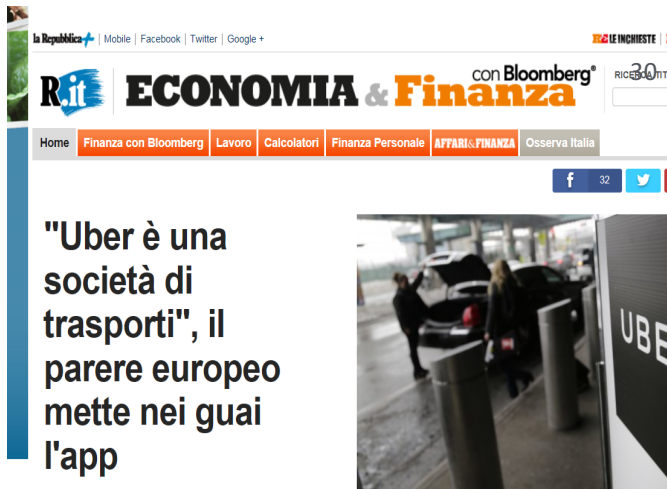 la Repubblica | Mobile | Facebook | Twitter | Google + LE INCHIESTE |
R.it ECONOMIA & Finanza con Bloomberg® 30
Home Finanza con Bloomberg Lavoro Calcolatori Finanza Personale AFFARI&FINANZA Osserva Italia
f 32
"Uber è una
società di
trasporti", il
parere europeo
mette nei guai
l'app
UBE